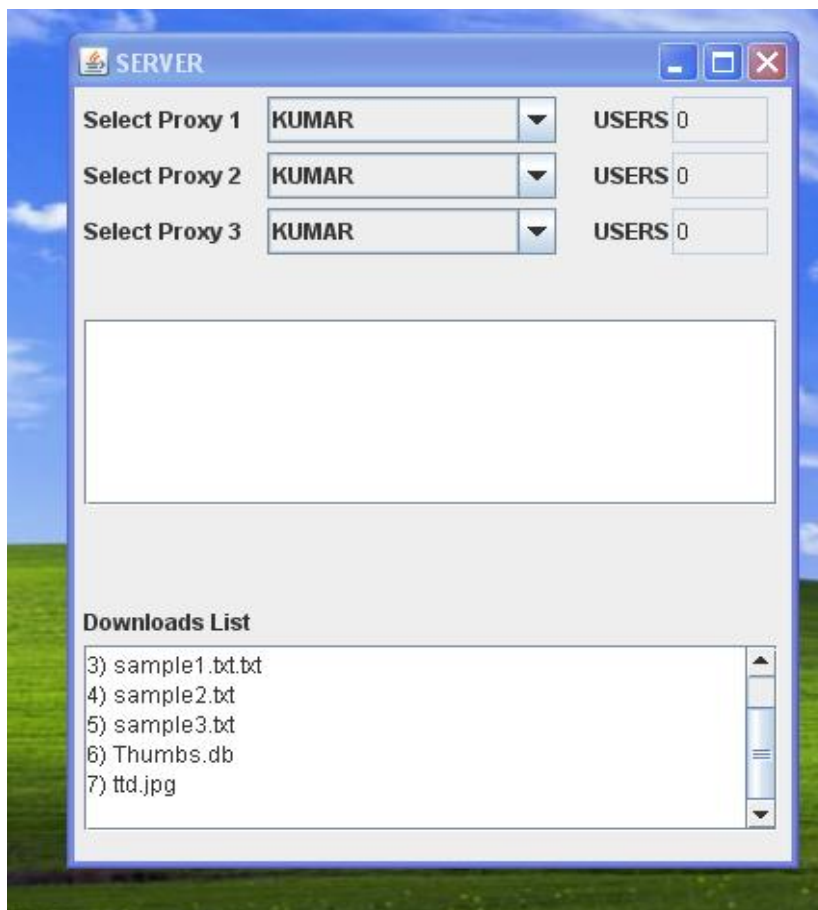 SERVER
Select Proxy 1 KUMAR USERS 0
Select Proxy 2 KUMAR USERS 0
Select Proxy 3 KUMAR USERS 0
Downloads List
3) sample1.txt.txt
4) sample2.txt
5) sample3.txt
6) Thumbs.db
7) ttd.jpg